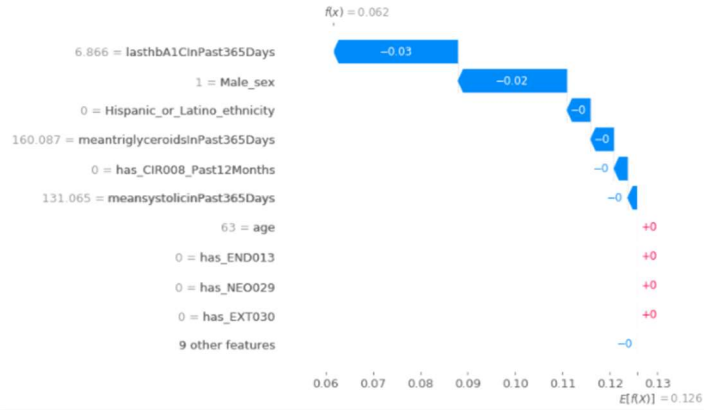 f(x) = 0.062
6.866 = lasthbA1CInPast365Days
−0.03
1 = Male_sex
−0.02
0 = Hispanic_or_Latino_ethnicity
−0
160.087 = meantriglyceroidsInPast365Days
−0
0 = has_CIR008_Past12Months
−0
131.065 = meansystolicinPast365Days
−0
63 = age
+0
0 = has_END013
+0
0 = has_NEO029
+0
0 = has_EXT030
+0
9 other features
−0
0.06 0.07 0.08 0.09 0.10 0.11 0.12 0.13
E[f(X)] = 0.126